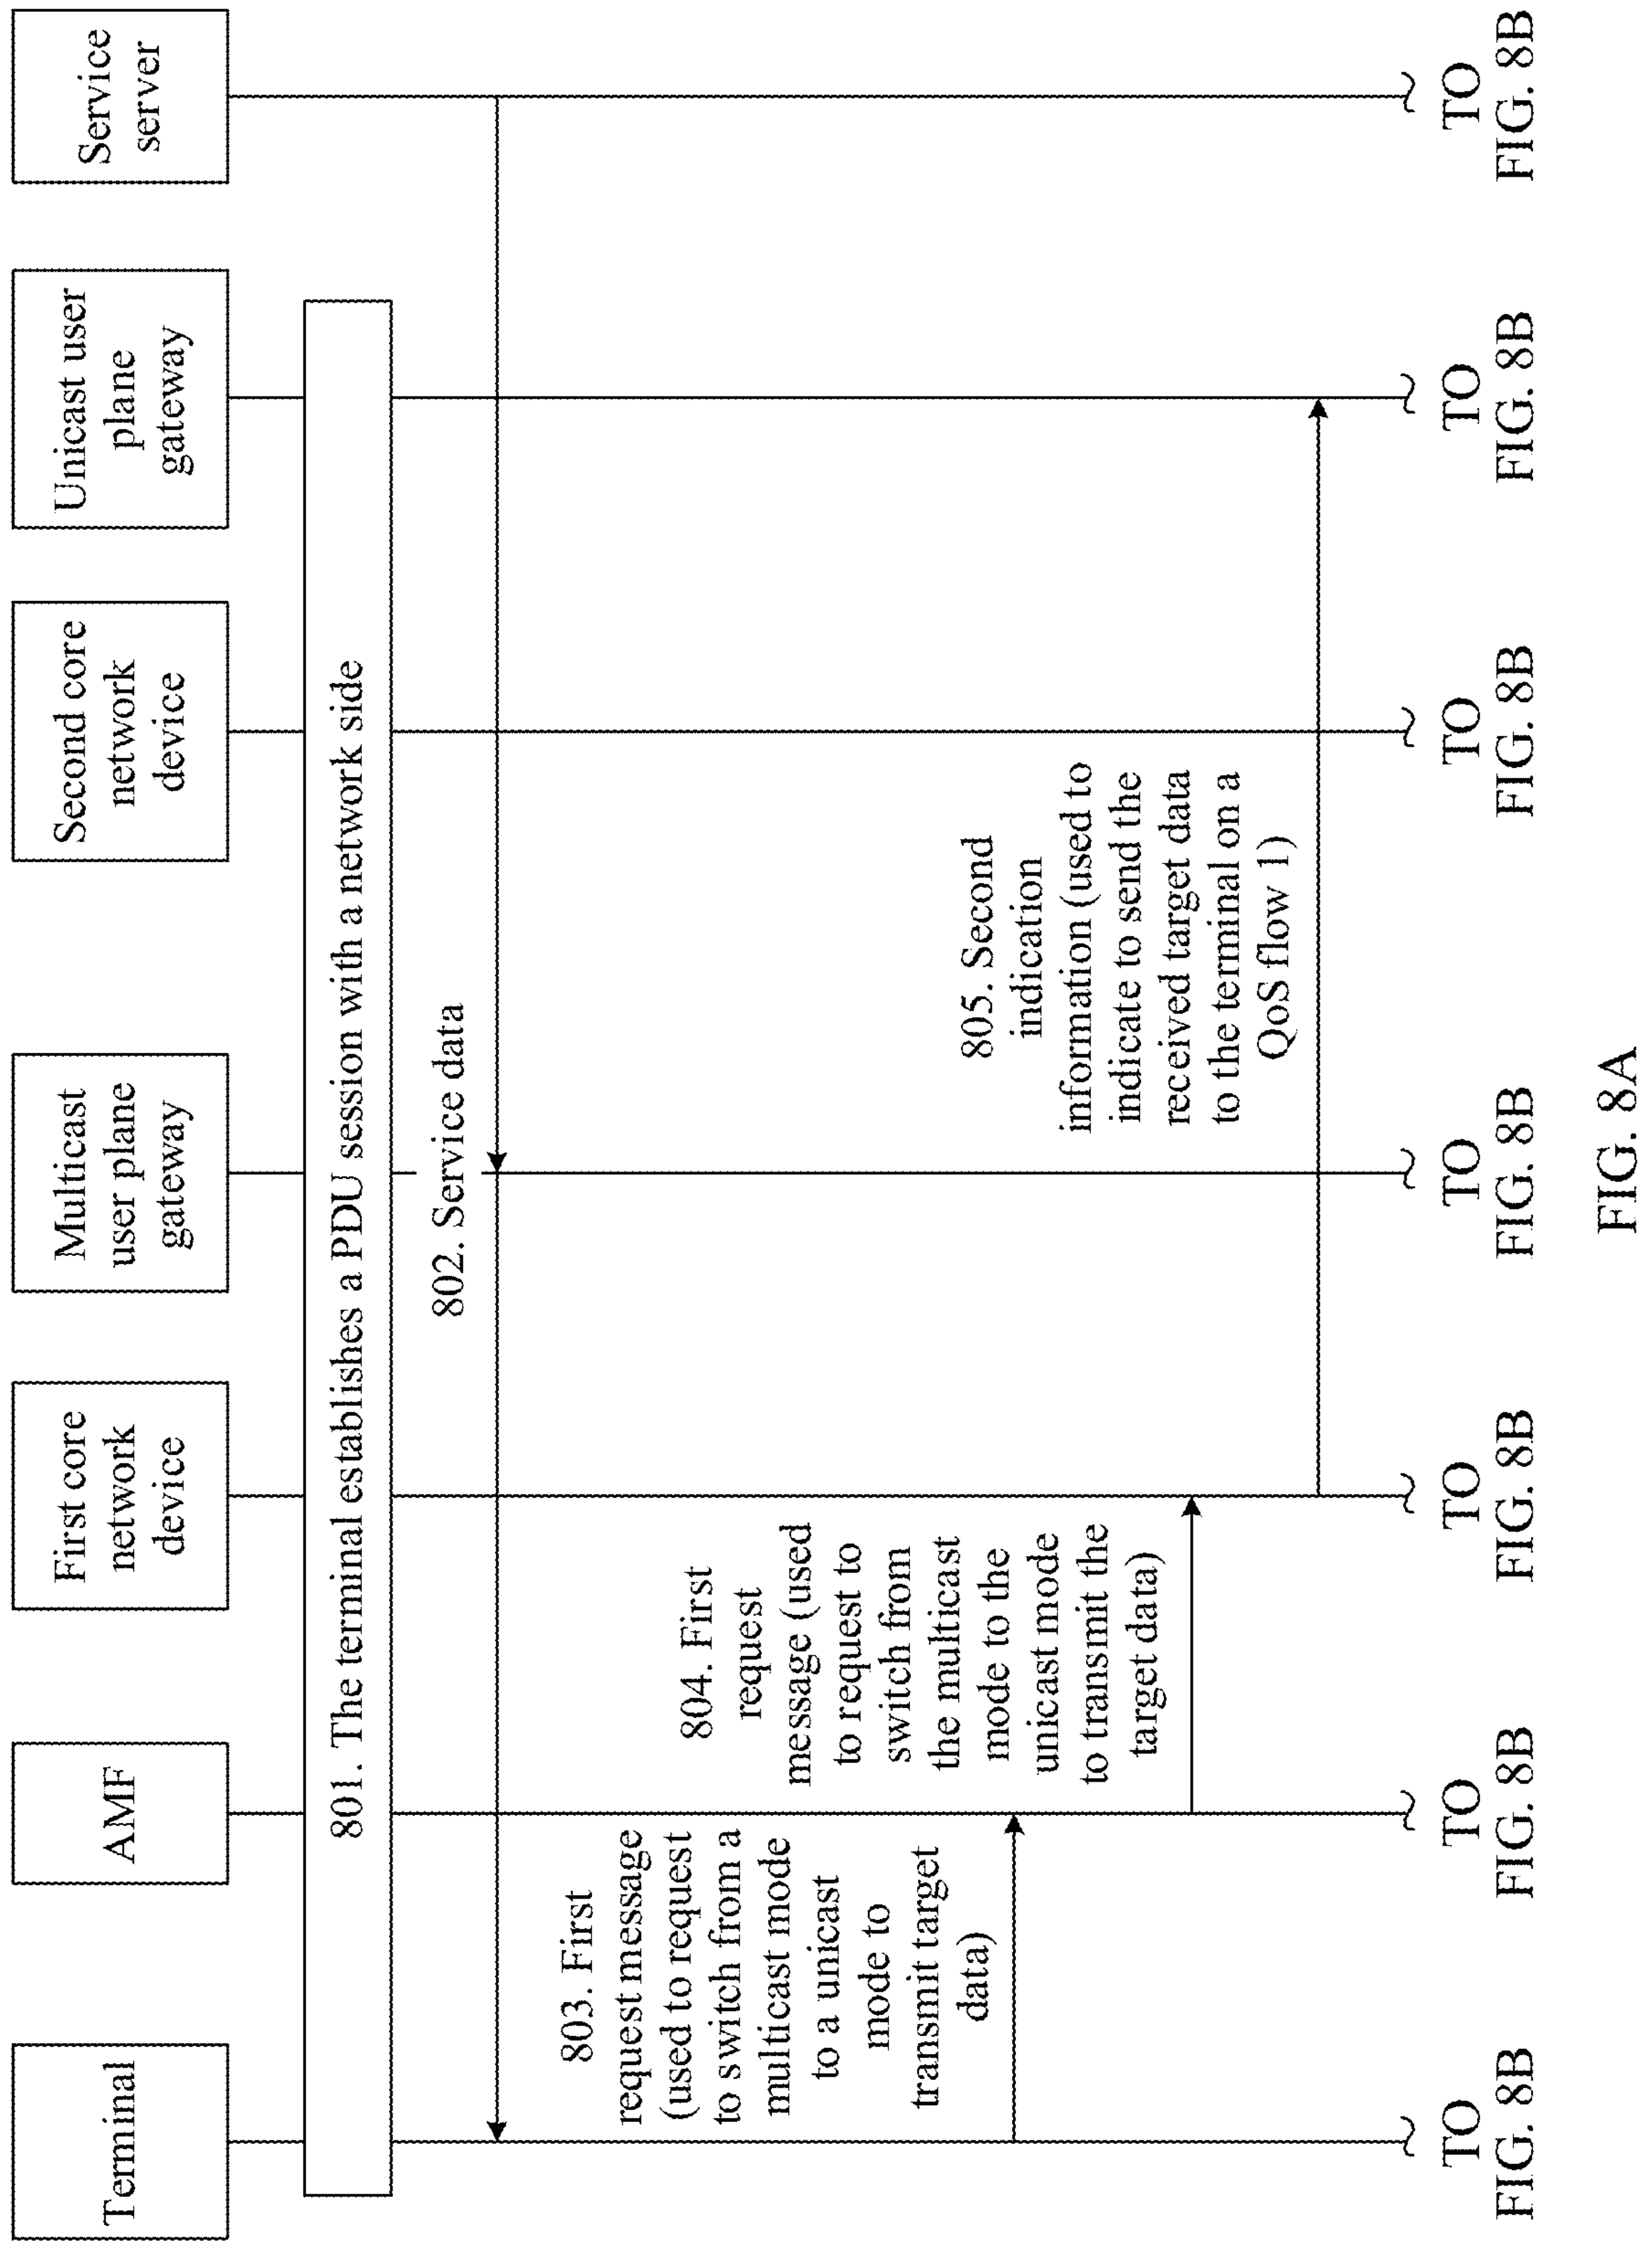 Terminal
AMF
First core
network
device
Multicast
user plane
gateway
Second core
network
device
Unicast user
plane
gateway
Service
server
801. The terminal establishes a PDU session with a network side
802. Service data
803. First
request message
(used to request
to switch from a
multicast mode
to a unicast
mode to
transmit target
data)
804. First
request
message (used
to request to
switch from
the multicast
mode to the
unicast mode
to transmit the
target data)
805. Second
indication
information (used to
indicate to send the
received target data
to the terminal on a
QoS flow 1)
TO
FIG. 8B
TO
FIG. 8B
TO
FIG. 8B
TO
FIG. 8B
TO
FIG. 8B
TO
FIG. 8B
TO
FIG. 8B
FIG. 8A